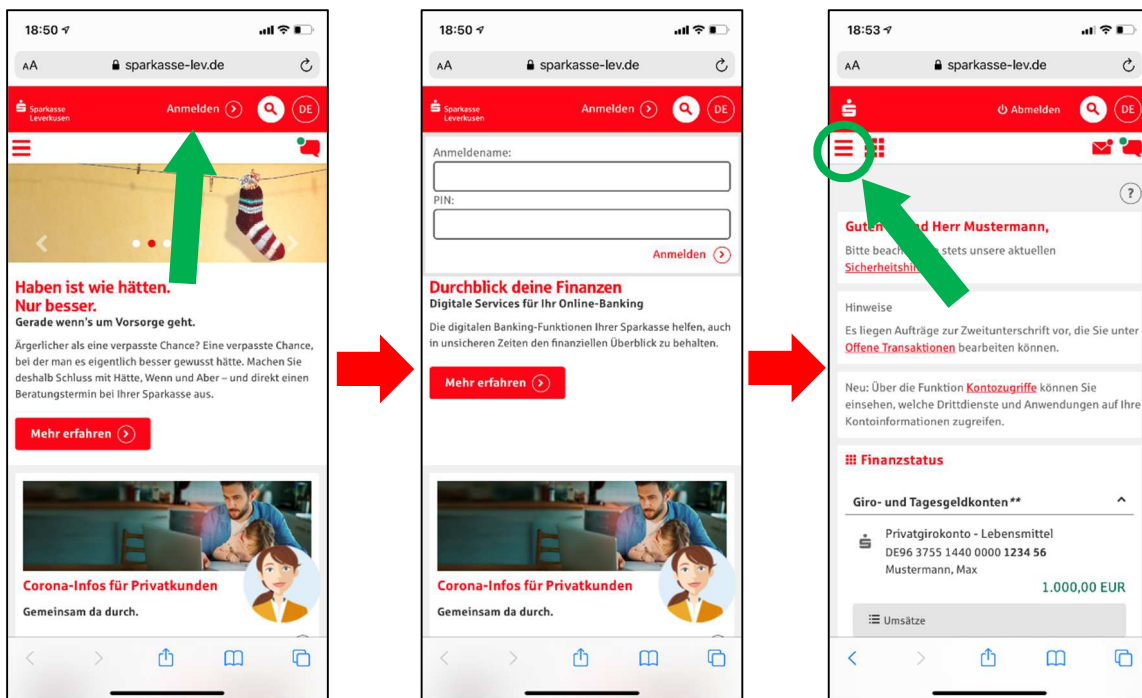 18:50
AA sparkasse-lev.de
Sparkasse
Leverkusen
Anmelden
DE
Haben ist wie hätten.
Nur besser.
Gerade wenn's um Vorsorge geht.
Ärgerlicher als eine verpasste Chance? Eine verpasste Chance,
bei der man es eigentlich besser gewusst hätte. Machen Sie
deshalb Schluss mit Hätte, Wenn und Aber – und direkt einen
Beratungstermin bei Ihrer Sparkasse aus.
Mehr erfahren
Corona-Infos für Privatkunden
Gemeinsam da durch.
18:50
AA sparkasse-lev.de
Sparkasse
Leverkusen
Anmelden
DE
Anmeldename:
PIN:
Anmelden
Durchblick deine Finanzen
Digitale Services für Ihr Online-Banking
Die digitalen Banking-Funktionen Ihrer Sparkasse helfen, auch
in unsicheren Zeiten den finanziellen Überblick zu behalten.
Mehr erfahren
Corona-Infos für Privatkunden
Gemeinsam da durch.
18:53
AA sparkasse-lev.de
Abmelden
DE
?
Herr Mustermann,
Bitte stets unsere aktuellen
Hinweise
Es liegen Aufträge zur Zweitunterschrift vor, die Sie unter
Offene Transaktionen bearbeiten können.
Neu: Über die Funktion Kontozugriffe können Sie
einsehen, welche Drittdienste und Anwendungen auf Ihre
Kontoinformationen zugreifen.
Finanzstatus
Giro- und Tagesgeldkonten**
Privatgirokonto - Lebensmittel
DE96 3755 1440 0000 1234 56
Mustermann, Max
1.000,00 EUR
Umsätze